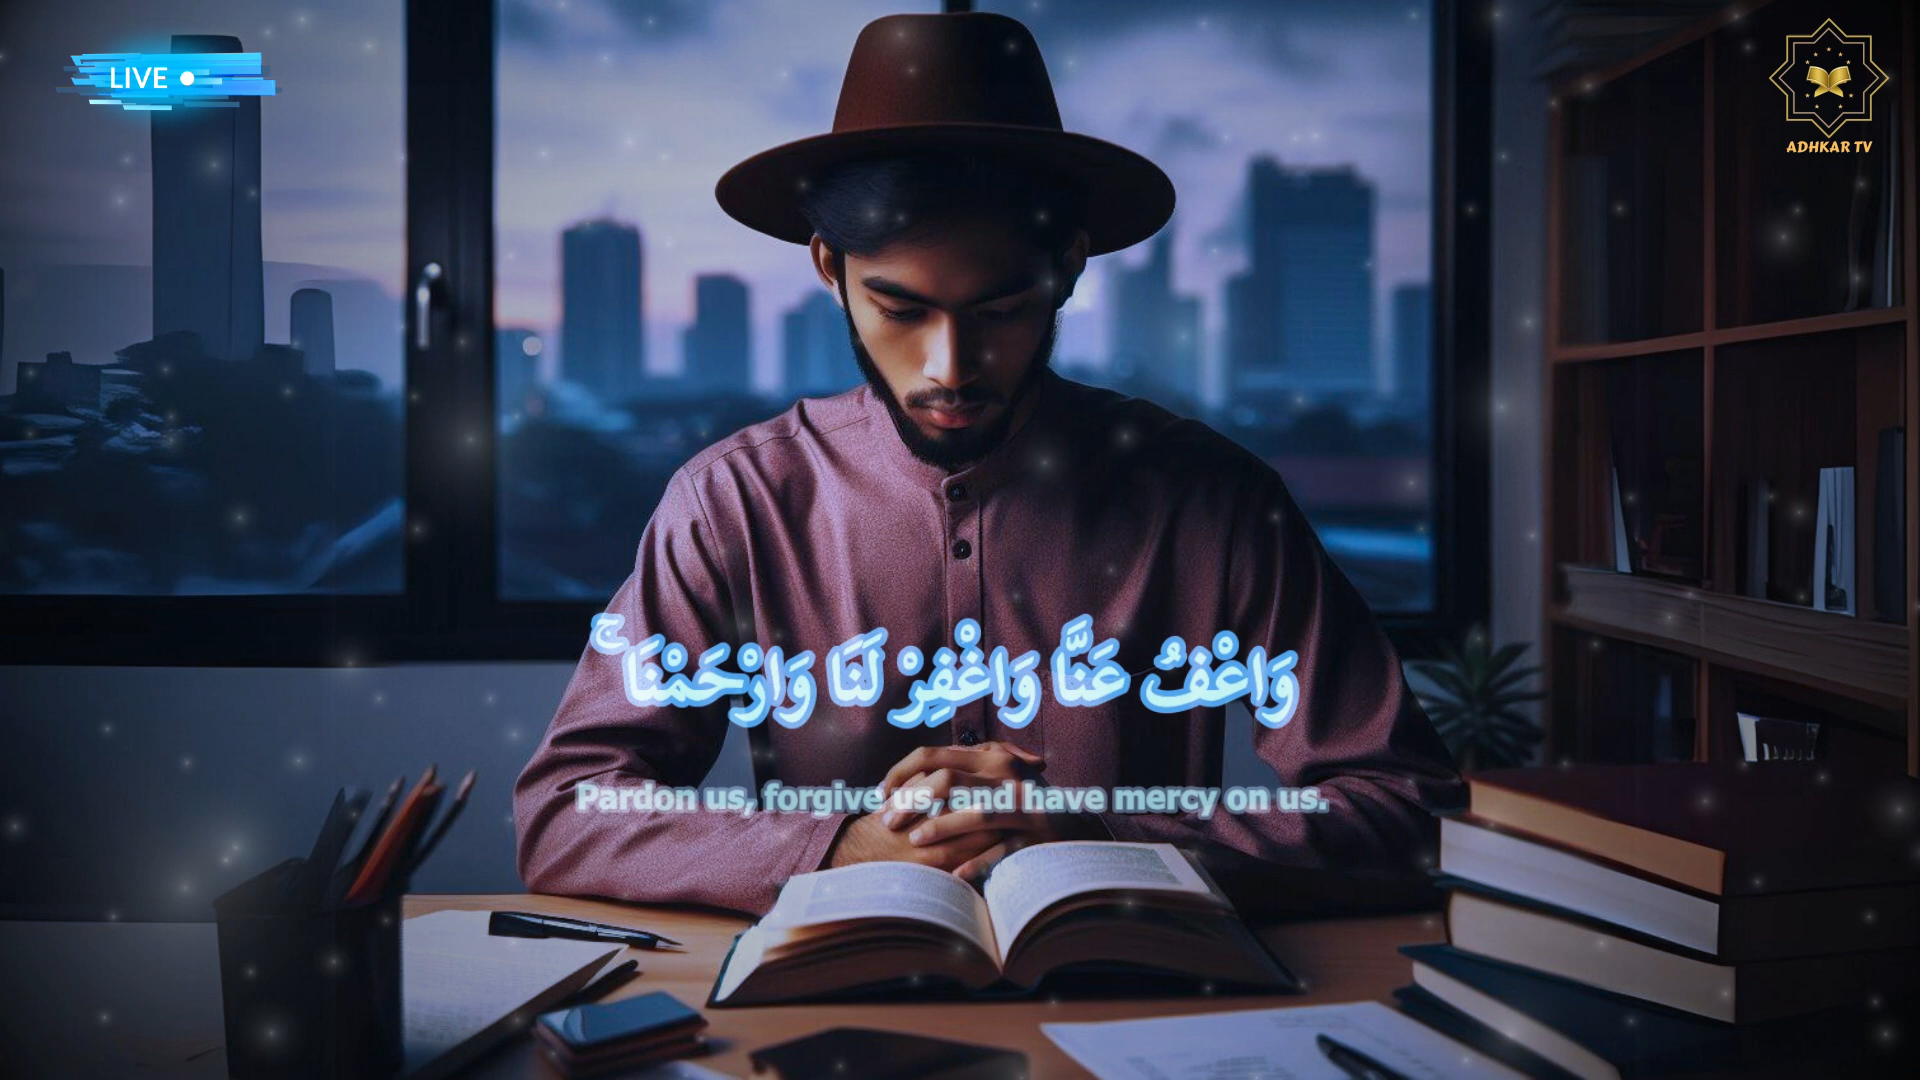 LIVE
ADHKAR TV
وَاعْفُ عَنَّا وَاغْفِرْ لَنَا وَارْحَمْنَا ۚ
Pardon us, forgive us, and have mercy on us.